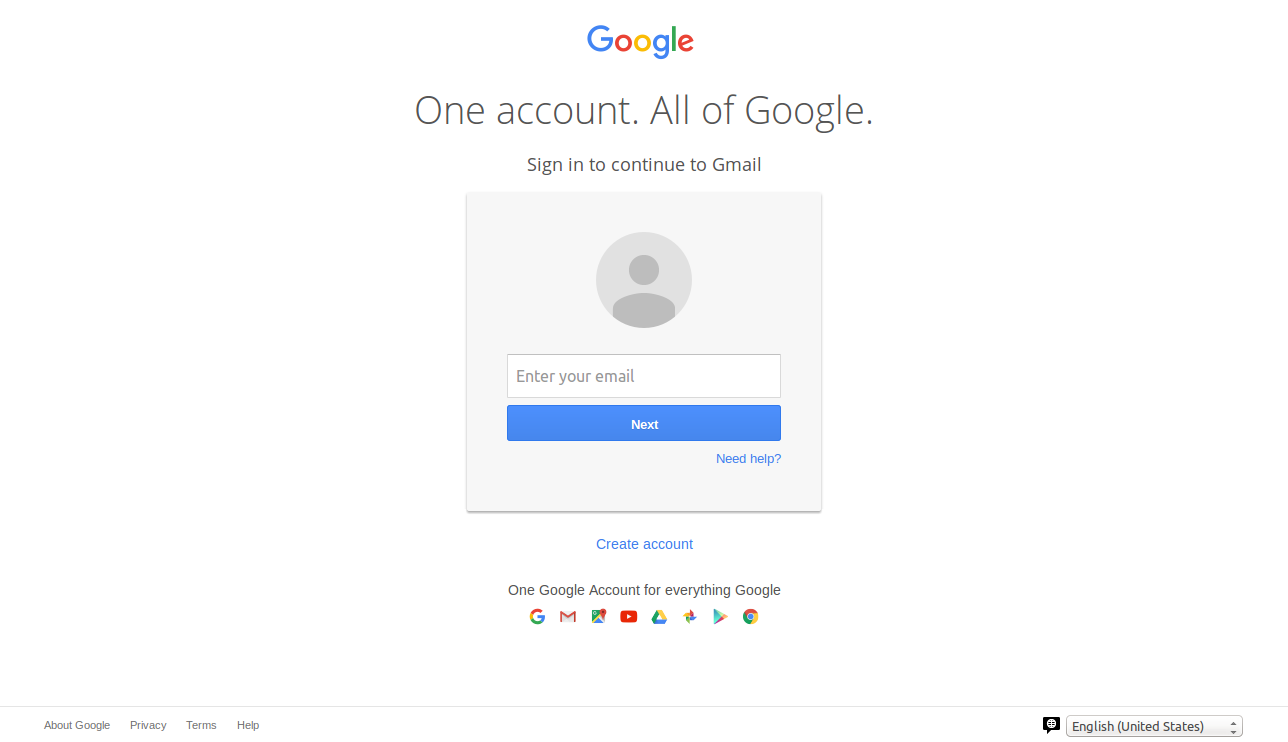 Google
One account. All of Google.
Sign in to continue to Gmail
Enter your email
Next
Need help?
Create account
One Google Account for everything Google
About Google Privacy Terms Help English (United States)